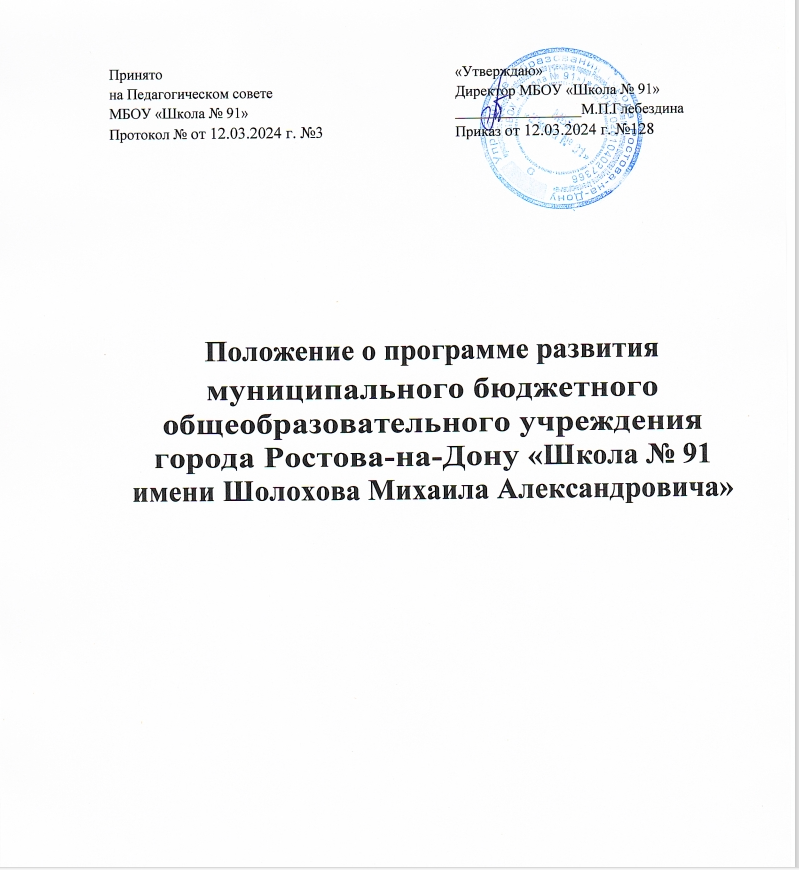 Принято
на Педагогическом совете
МБОУ «Школа № 91»
Протокол № от 12.03.2024 г. №3
«Утверждаю»
Директор МБОУ «Школа № 91»
М.П.Глебездина
Приказ от 12.03.2024 г. №128
Положение о программе развития
муниципального бюджетного
общеобразовательного учреждения
города Ростова-на-Дону «Школа № 91
имени Шолохова Михаила Александровича»